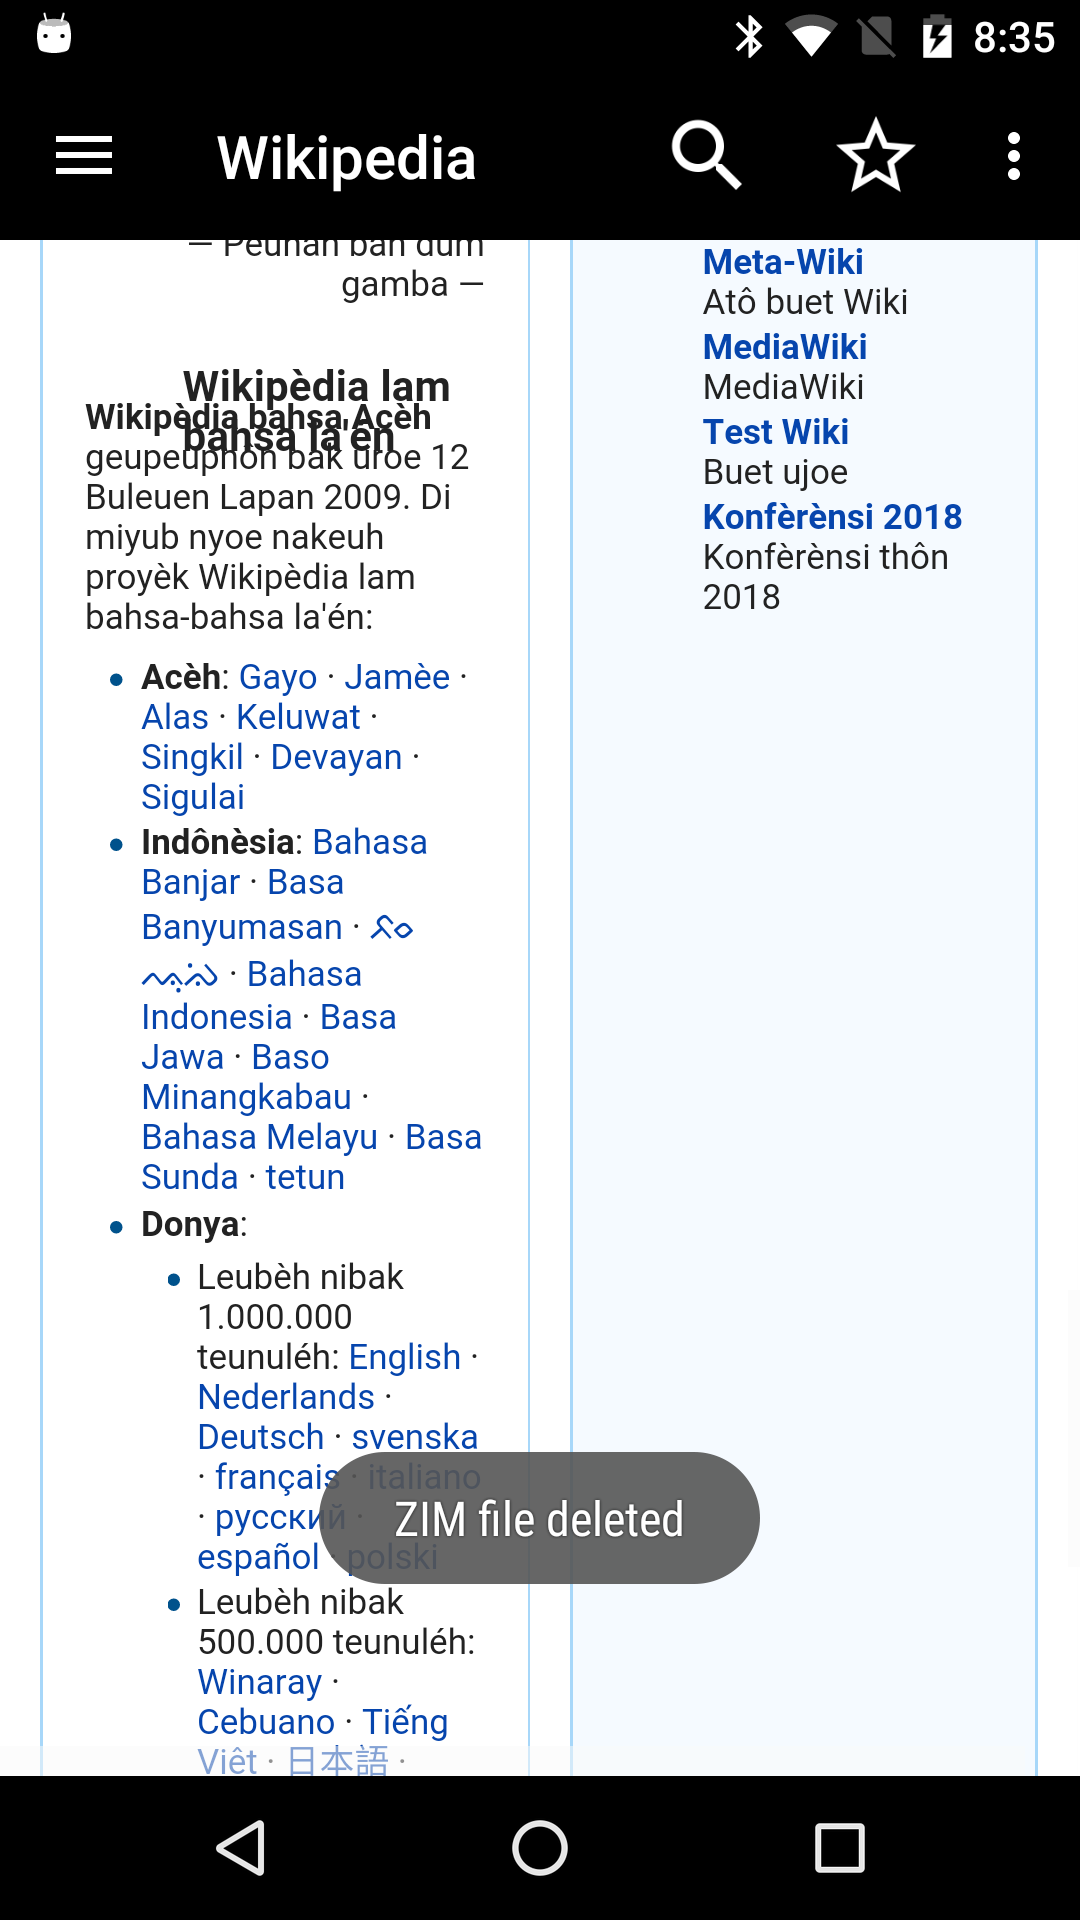 8:35
Wikipedia
— Peuhah ban dum
gamba —
Wikipèdia lam
bahsa la'én
Wikipèdia bahsa Acèh
geupeuphôn bak uroe 12
Buleuen Lapan 2009. Di
miyub nyoe nakeuh
proyèk Wikipèdia lam
bahsa-bahsa la'én:
Acèh: Gayo · Jamèe ·
Alas · Keluwat ·
Singkil · Devayan ·
Sigulai
Indônèsia: Bahasa
Banjar · Basa
Banyumasan ·
· Bahasa
Indonesia · Basa
Jawa · Baso
Minangkabau ·
Bahasa Melayu · Basa
Sunda · tetun
Donya:
Leubèh nibak
1.000.000
teunuléh: English ·
Nederlands ·
Deutsch · svenska
· français · italiano
· русский ·
español · polski
Leubèh nibak
500.000 teunuléh:
Winaray ·
Cebuano · Tiếng
Việt · 日本語 ·
Meta-Wiki
Atô buet Wiki
MediaWiki
MediaWiki
Test Wiki
Buet ujoe
Konfèrènsi 2018
Konfèrènsi thôn
2018
ZIM file deleted